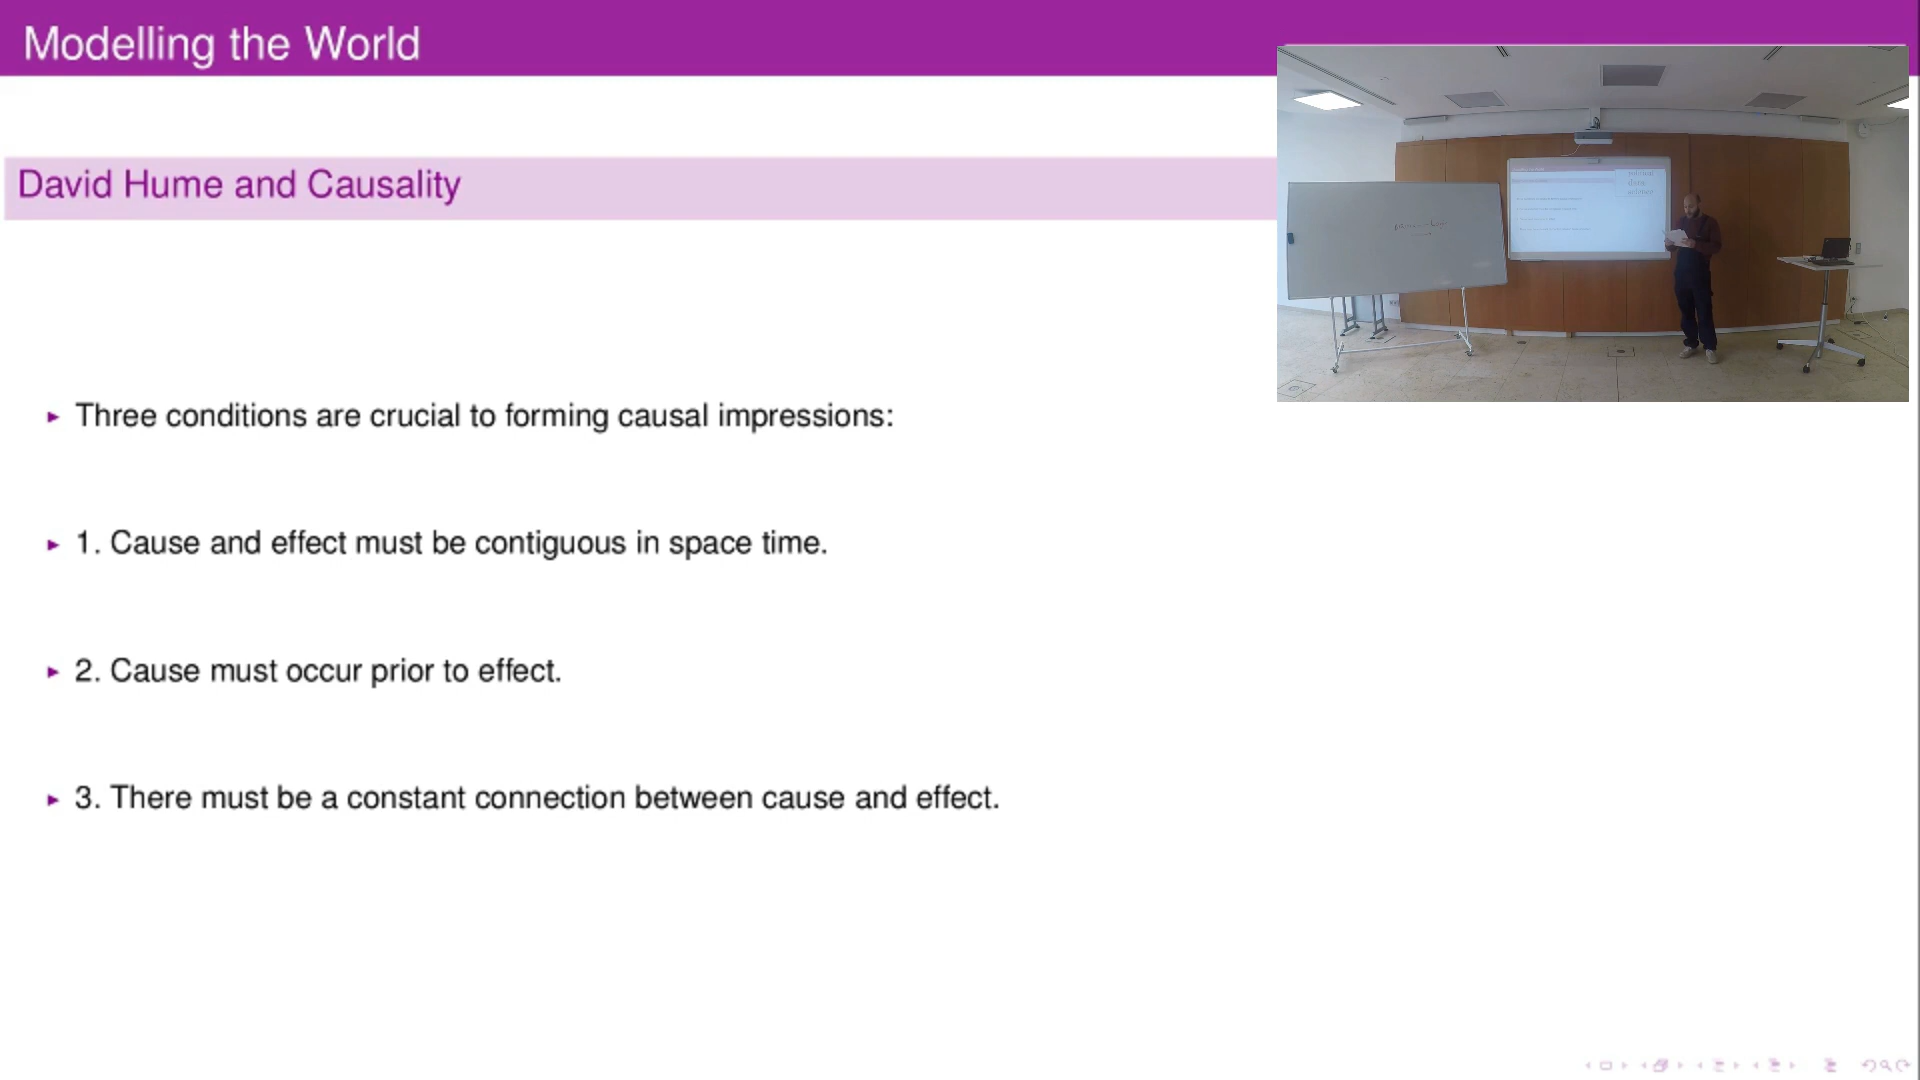 Modelling the World
David Hume and Causality
Three conditions are crucial to forming causal impressions:
1. Cause and effect must be contiguous in space time.
2. Cause must occur prior to effect.
3. There must be a constant connection between cause and effect.